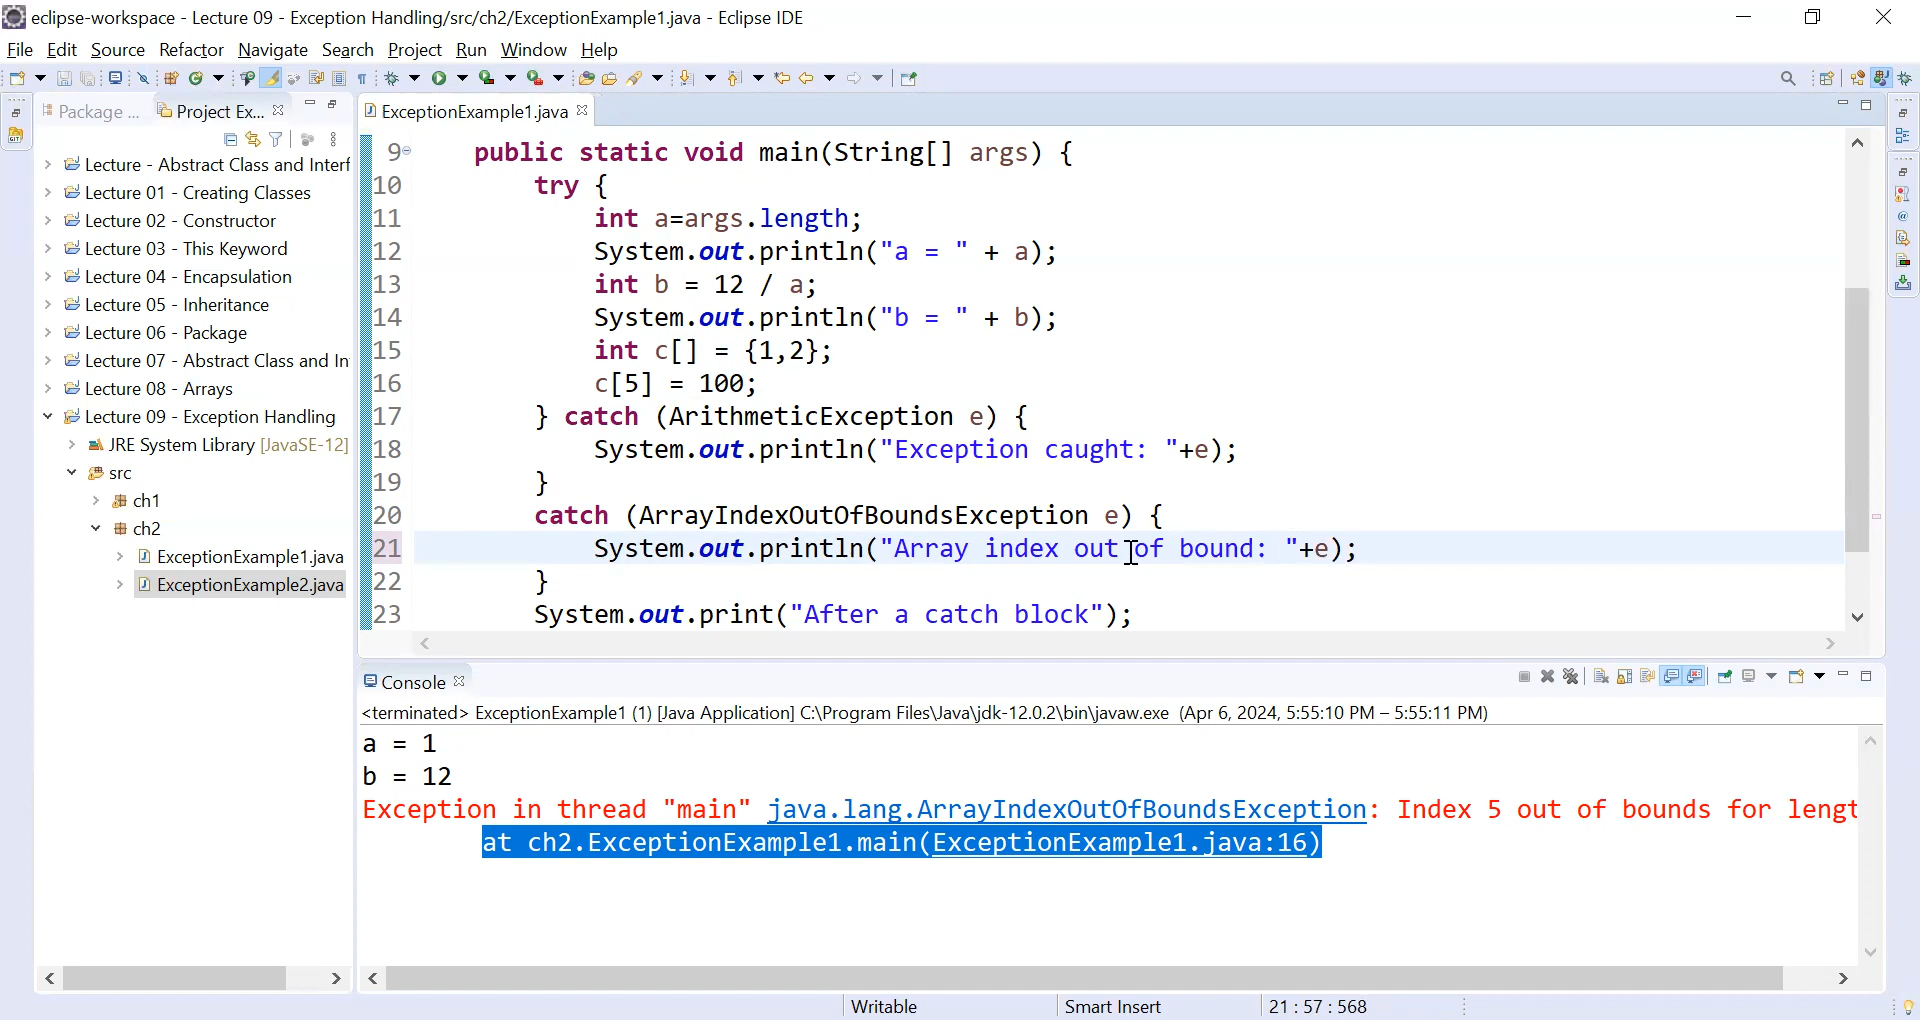 eclipse-workspace - Lecture 09 - Exception Handling/src/ch2/ExceptionExample1.java - Eclipse IDE
File Edit Source Refactor Navigate Search Project Run Window Help
Package ... Project Ex... ExceptionExample1.java
Lecture - Abstract Class and Interf
Lecture 01 - Creating Classes
Lecture 02 - Constructor
Lecture 03 - This Keyword
Lecture 04 - Encapsulation
Lecture 05 - Inheritance
Lecture 06 - Package
Lecture 07 - Abstract Class and In
Lecture 08 - Arrays
Lecture 09 - Exception Handling
JRE System Library [JavaSE-12]
src
ch1
ch2
ExceptionExample1.java
ExceptionExample2.java
9 public static void main(String[] args) {
10 try {
11 int a=args.length;
12 System.out.println("a = " + a);
13 int b = 12 / a;
14 System.out.println("b = " + b);
15 int c[] = {1,2};
16 c[5] = 100;
17 } catch (ArithmeticException e) {
18 System.out.println("Exception caught: "+e);
19 }
20 catch (ArrayIndexOutOfBoundsException e) {
21 System.out.println("Array index out of bound: "+e);
22 }
23 System.out.print("After a catch block");
Console
<terminated> ExceptionExample1 (1) [Java Application] C:\Program Files\Java\jdk-12.0.2\bin\javaw.exe (Apr 6, 2024, 5:55:10 PM – 5:55:11 PM)
a = 1
b = 12
Exception in thread "main" java.lang.ArrayIndexOutOfBoundsException: Index 5 out of bounds for lengt
at ch2.ExceptionExample1.main(ExceptionExample1.java:16)
Writable Smart Insert 21 : 57 : 568